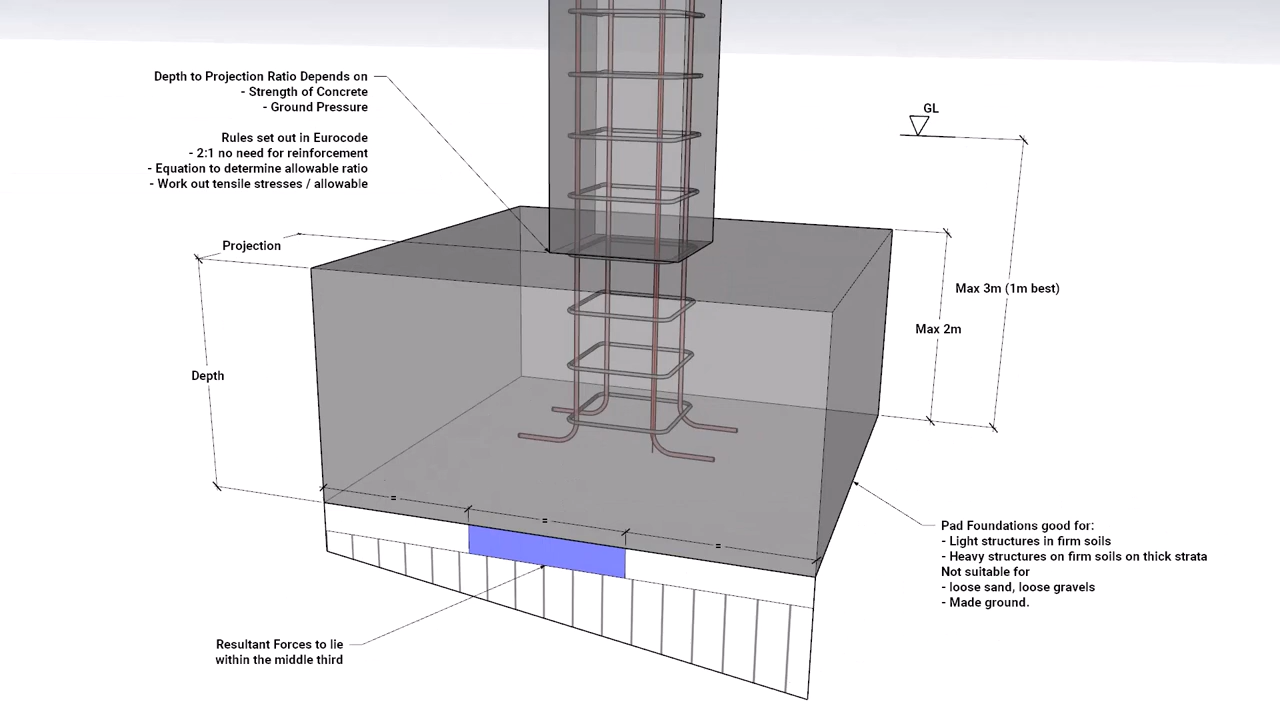 Depth to Projection Ratio Depends on
- Strength of Concrete
- Ground Pressure
Rules set out in Eurocode
- 2:1 no need for reinforcement
- Equation to determine allowable ratio
- Work out tensile stresses / allowable
GL
Projection
Max 3m (1m best)
Max 2m
Depth
=
=
=
Pad Foundations good for:
- Light structures in firm soils
- Heavy structures on firm soils on thick strata
Not suitable for
- loose sand, loose gravels
- Made ground.
Resultant Forces to lie
within the middle third